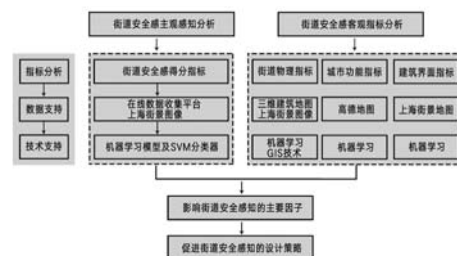 街道安全感主观感知分析
街道安全感客观指标分析
指标分析
数据支持
技术支持
街道安全感得分指标
在线数据收集平台
上海街景图像
机器学习模型及SVM分类器
街道物理指标
城市功能指标
建筑界面指标
三维建筑地图
上海街景图像
高德地图
上海街景地图
机器学习
GIS技术
机器学习
机器学习
影响街道安全感知的主要因子
促进街道安全感知的设计策略